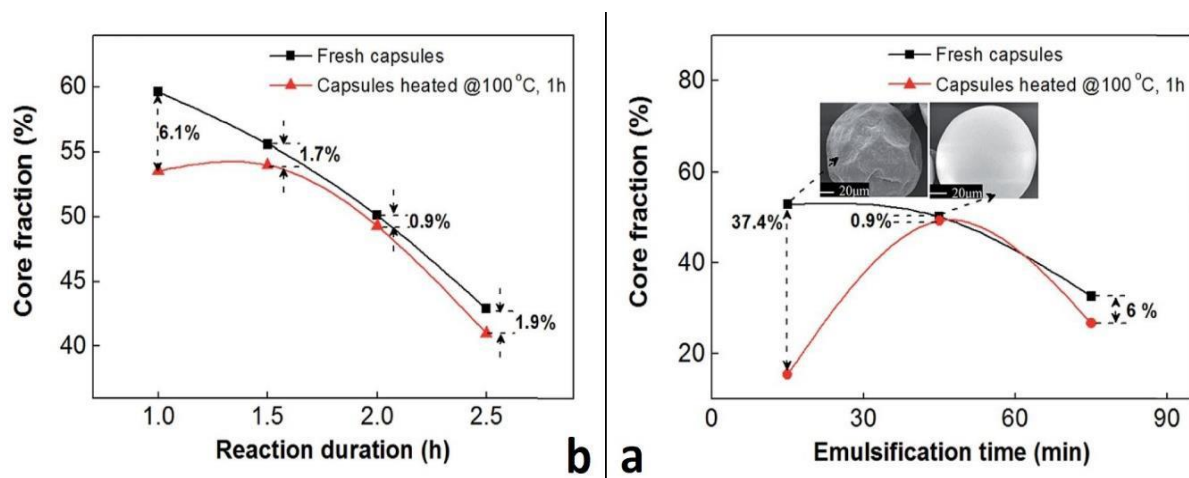 Fresh capsules
Capsules heated @100 °C, 1h
Core fraction (%)
60
55
50
45
40
6.1%
1.7%
0.9%
1.9%
1.0 1.5 2.0 2.5
Reaction duration (h)
b
Fresh capsules
Capsules heated @100 °C, 1h
Core fraction (%)
80
60
40
20
20μm
20μm
37.4%
0.9%
6 %
0 30 60 90
Emulsification time (min)
a